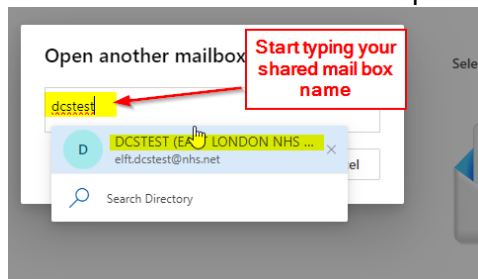 Open another mailbox
Start typing your
shared mail box
name
Sele
dcstest
D
DCSTEST (EAST LONDON NHS ...
elft.dcstest@nhs.net
el
Search Directory